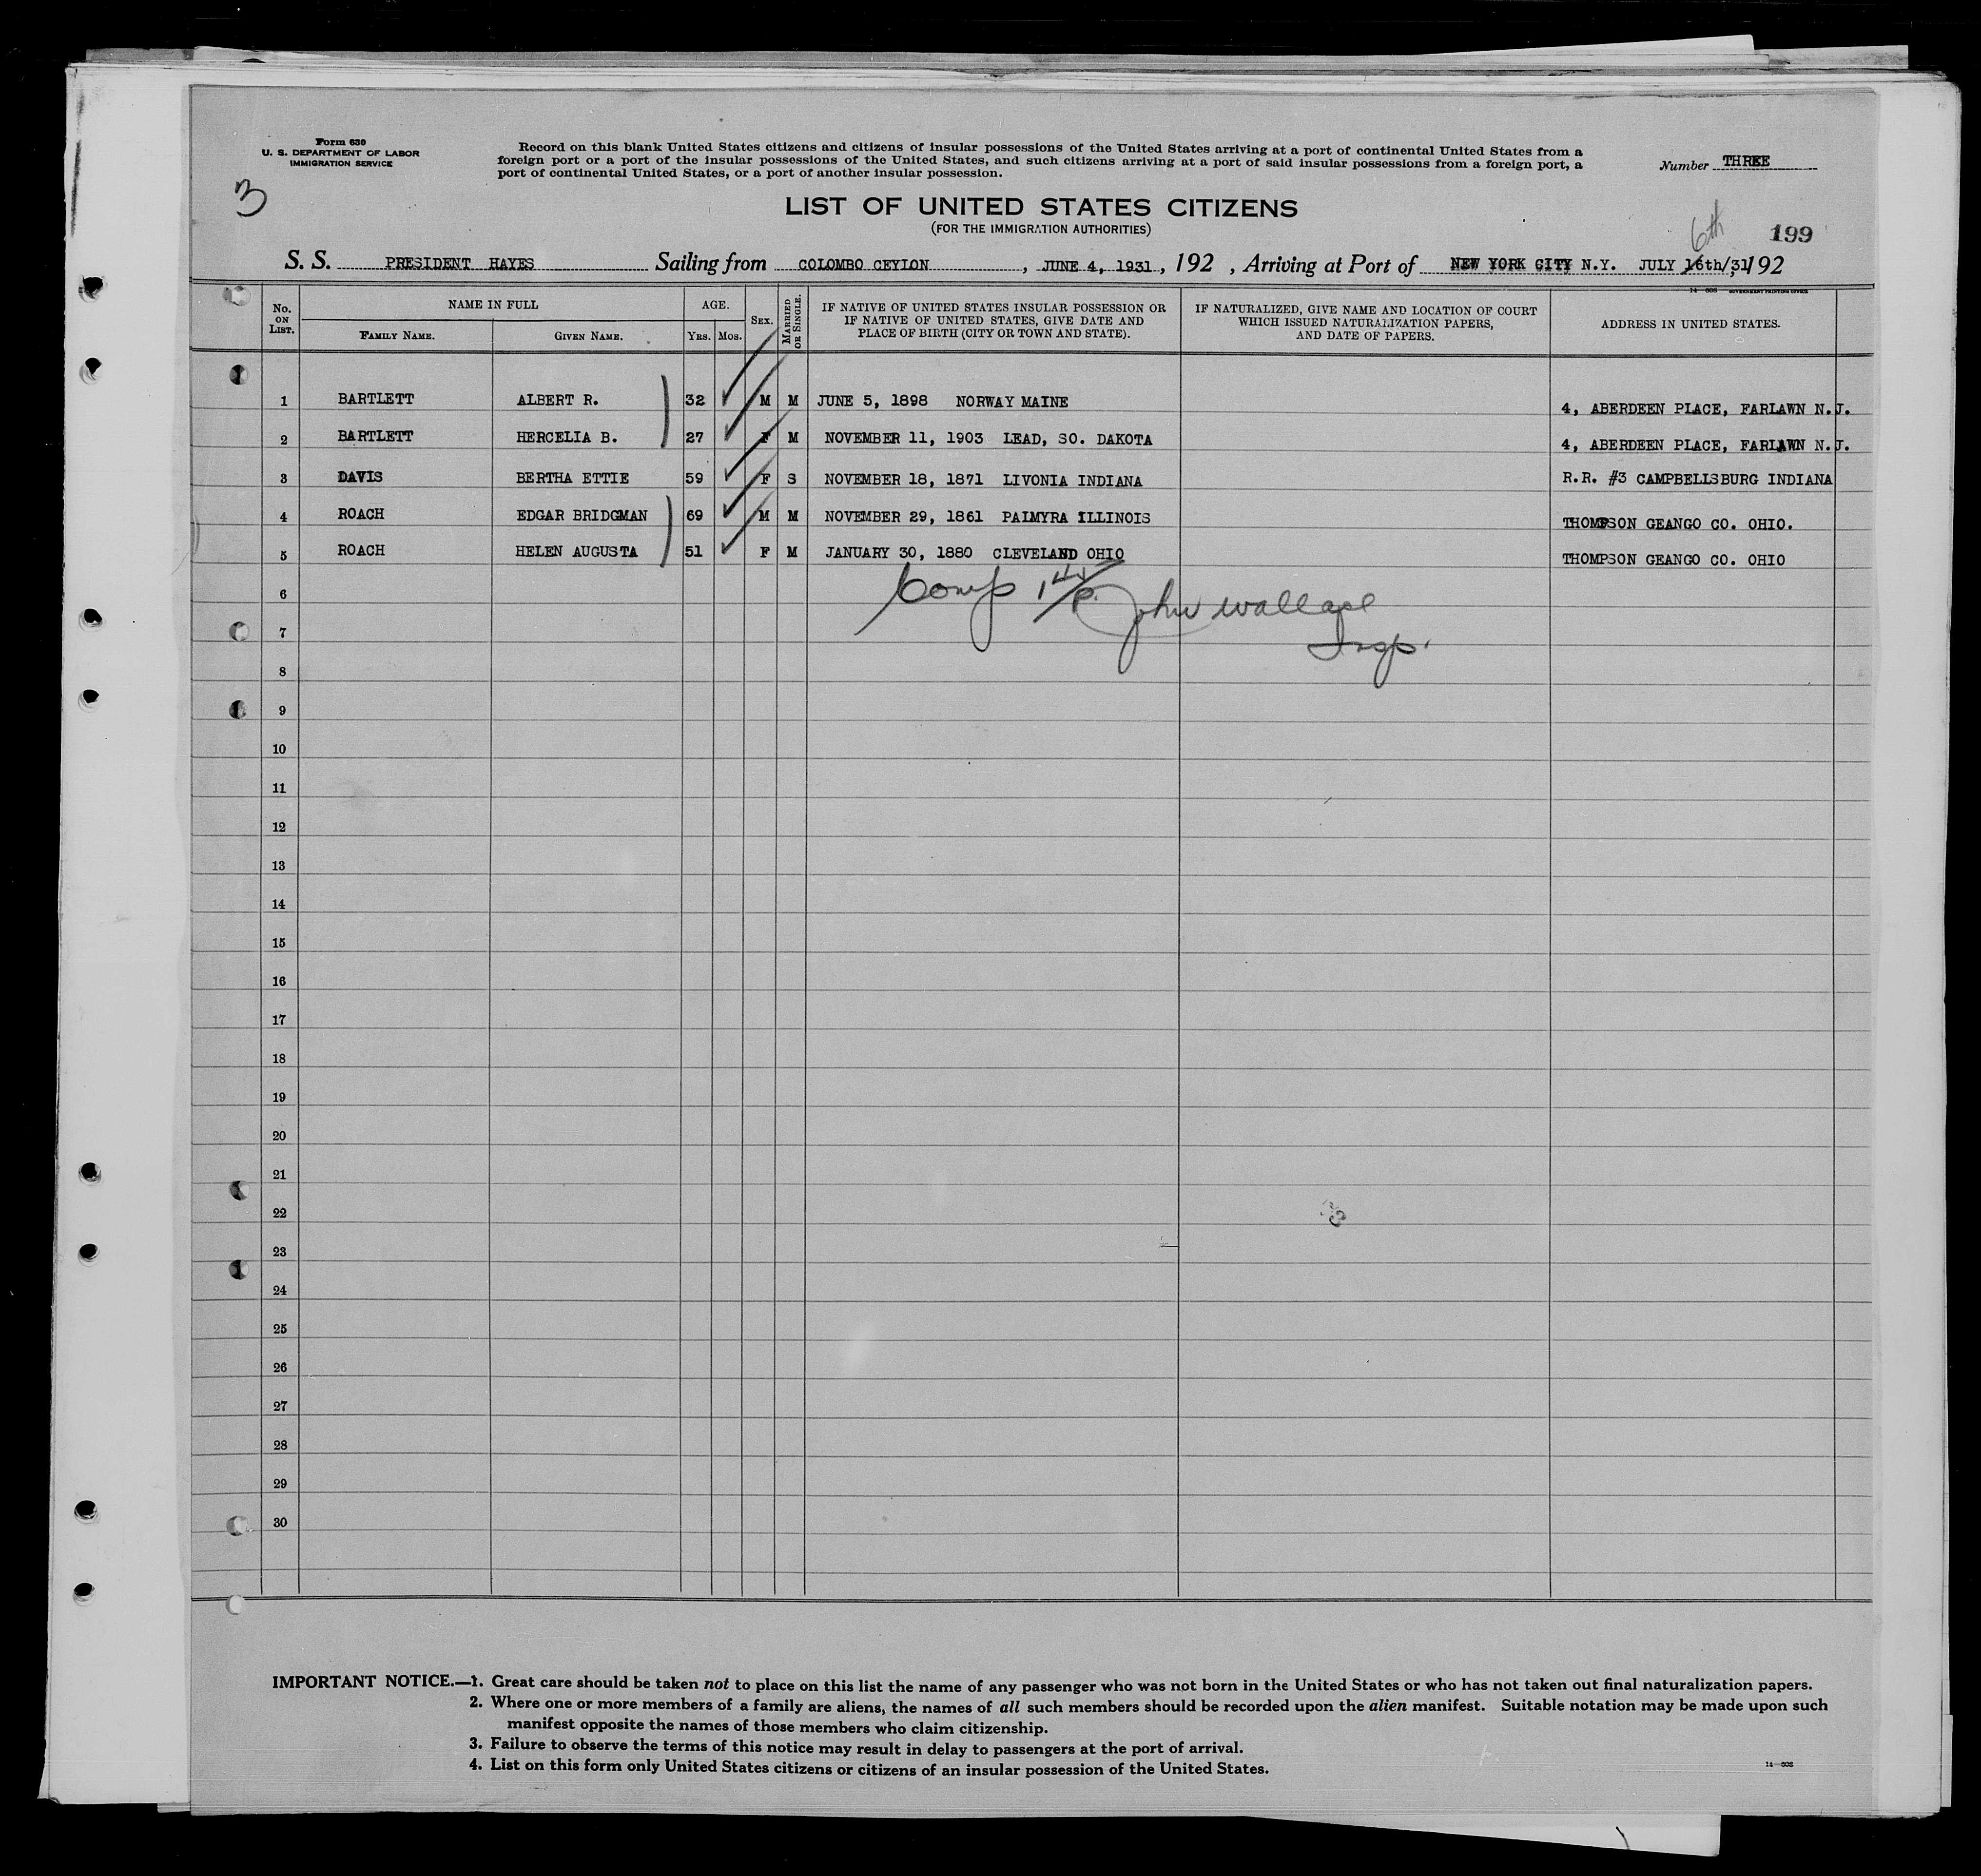 Form 630
U. S. DEPARTMENT OF LABOR
IMMIGRATION SERVICE
3
Record on this blank United States citizens and citizens of insular possessions of the United States arriving at a port of continental United States from a
foreign port or a port of the insular possessions of the United States, and such citizens arriving at a port of said insular possessions from a foreign port, a
port of continental United States, or a port of another insular possession.
Number THREE
LIST OF UNITED STATES CITIZENS
(FOR THE IMMIGRATION AUTHORITIES)
6th 199
S. S. PRESIDENT HAYES Sailing from COLOMBO CEYLON , JUNE 4, 1931, 192 , Arriving at Port of NEW YORK CITY N.Y. JULY 16th/31, 192
No. ON LIST. NAME IN FULL FAMILY NAME. GIVEN NAME. AGE. YRS. MOS. SEX. MARRIED OR SINGLE. IF NATIVE OF UNITED STATES INSULAR POSSESSION OR IF NATIVE OF UNITED STATES, GIVE DATE AND PLACE OF BIRTH (CITY OR TOWN AND STATE). IF NATURALIZED, GIVE NAME AND LOCATION OF COURT WHICH ISSUED NATURALIZATION PAPERS, AND DATE OF PAPERS. ADDRESS IN UNITED STATES.
1 BARTLETT ALBERT R. 32 M M JUNE 5, 1898 NORWAY MAINE 4, ABERDEEN PLACE, FARLAWN N.J.
2 BARTLETT HERCELIA B. 27 F M NOVEMBER 11, 1903 LEAD, SO. DAKOTA 4, ABERDEEN PLACE, FARLAWN N.J.
3 DAVIS BERTHA ETTIE 59 F S NOVEMBER 18, 1871 LIVONIA INDIANA R.R. #3 CAMPBELLSBURG INDIANA
4 ROACH EDGAR BRIDGMAN 69 M M NOVEMBER 29, 1861 PALMYRA ILLINOIS THOMPSON GEANGO CO. OHIO.
5 ROACH HELEN AUGUSTA 51 F M JANUARY 30, 1880 CLEVELAND OHIO THOMPSON GEANGO CO. OHIO
6 Comp John Wallace
7 Insp.
8
9
10
11
12
13
14
15
16
17
18
19
20
21
22
23
24
25
26
27
28
29
30
IMPORTANT NOTICE.—1. Great care should be taken not to place on this list the name of any passenger who was not born in the United States or who has not taken out final naturalization papers.
2. Where one or more members of a family are aliens, the names of all such members should be recorded upon the alien manifest. Suitable notation may be made upon such
manifest opposite the names of those members who claim citizenship.
3. Failure to observe the terms of this notice may result in delay to passengers at the port of arrival.
4. List on this form only United States citizens or citizens of an insular possession of the United States.